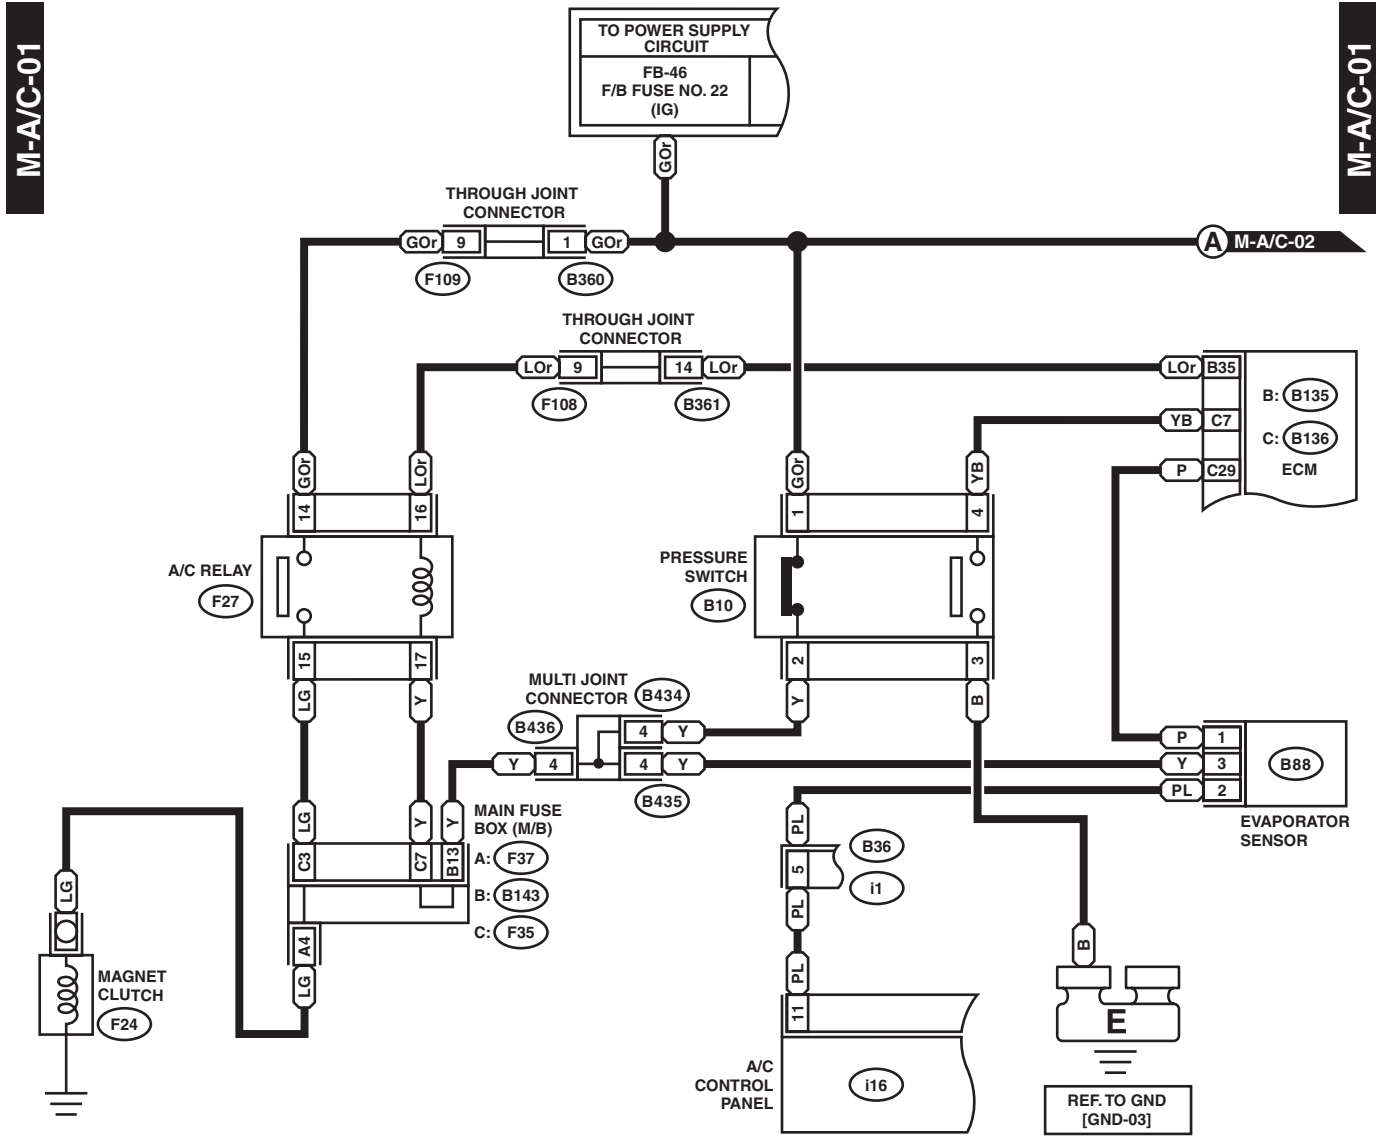 M-A/C-01
M-A/C-01
TO POWER SUPPLY
CIRCUIT
FB-46
F/B FUSE NO. 22
(IG)
GOr
THROUGH JOINT
CONNECTOR
GOr 9 1 GOr
A M-A/C-02
F109 B360
THROUGH JOINT
CONNECTOR
LOr 9 14 LOr
LOr B35
F108 B361
B: B135
YB C7
C: B136
P C29 ECM
GOr LOr GOr YB
14 16 1 4
A/C RELAY
F27
PRESSURE
SWITCH
B10
15 17 2 3
LG Y Y B
MULTI JOINT
CONNECTOR B434
B436
4 Y
Y 4
4 Y
B435
P 1
Y 3
PL 2
B88
EVAPORATOR
SENSOR
LG Y Y
MAIN FUSE
BOX (M/B)
C3 C7 B13
A: F37
B: B143
C: F35
PL
B36
5
i1
PL
PL
LG
A4
LG
MAGNET
CLUTCH
F24
B
E
11
A/C
CONTROL
PANEL
i16
REF. TO GND
[GND-03]